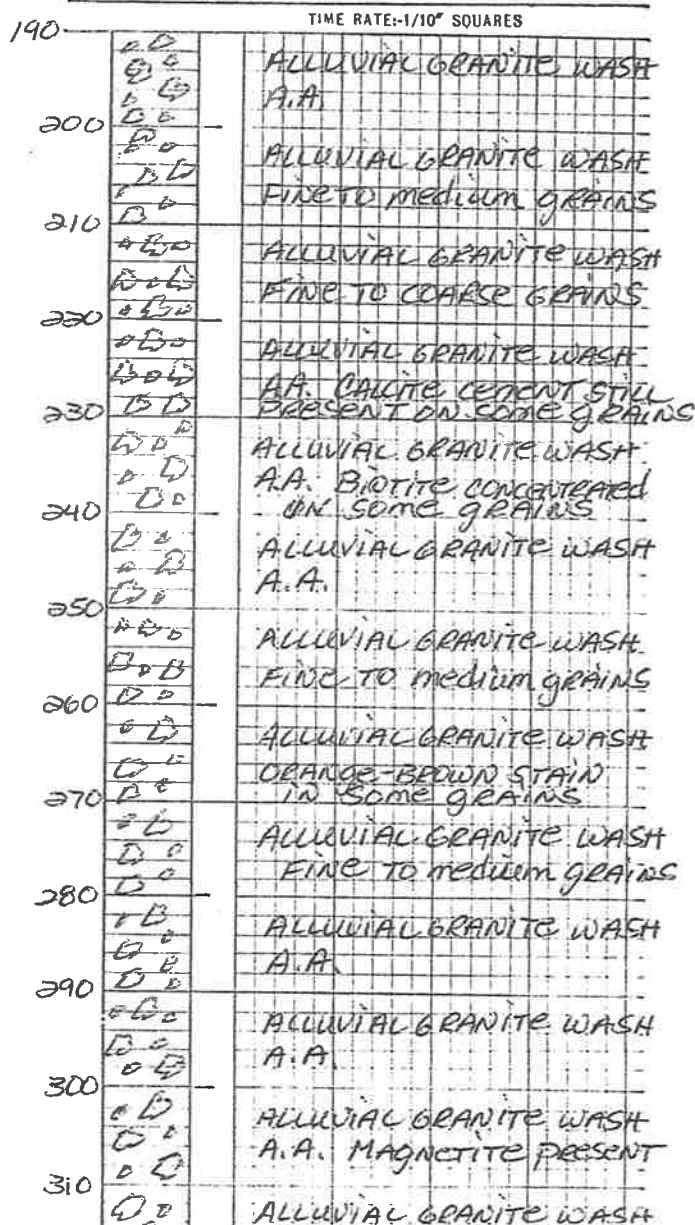 TIME RATE:-1/10" SQUARES
190
ALLUVIAL GRANITE WASH
A.A.
200
ALLUVIAL GRANITE WASH
FINE TO medium GRAINS
210
ALLUVIAL GRANITE WASH
FINE TO COARSE GRAINS
220
ALLUVIAL GRANITE WASH
AA. CALCITE CEMENT STILL
230 PRESENT ON SOME GRAINS
ALLUVIAL GRANITE WASH
A.A. BIOTITE CONCENTRATED
240 ON SOME GRAINS
ALLUVIAL GRANITE WASH
A.A.
250
ALLUVIAL GRANITE WASH
FINE TO medium GRAINS
260
ALLUVIAL GRANITE WASH
ORANGE-BROWN STAIN
270 IN SOME GRAINS
ALLUVIAL GRANITE WASH
FINE TO medium GRAINS
280
ALLUVIAL GRANITE WASH
A.A.
290
ALLUVIAL GRANITE WASH
A.A.
300
ALLUVIAL GRANITE WASH
A.A. MAGNETITE PRESENT
310
ALLUVIAL GRANITE WASH